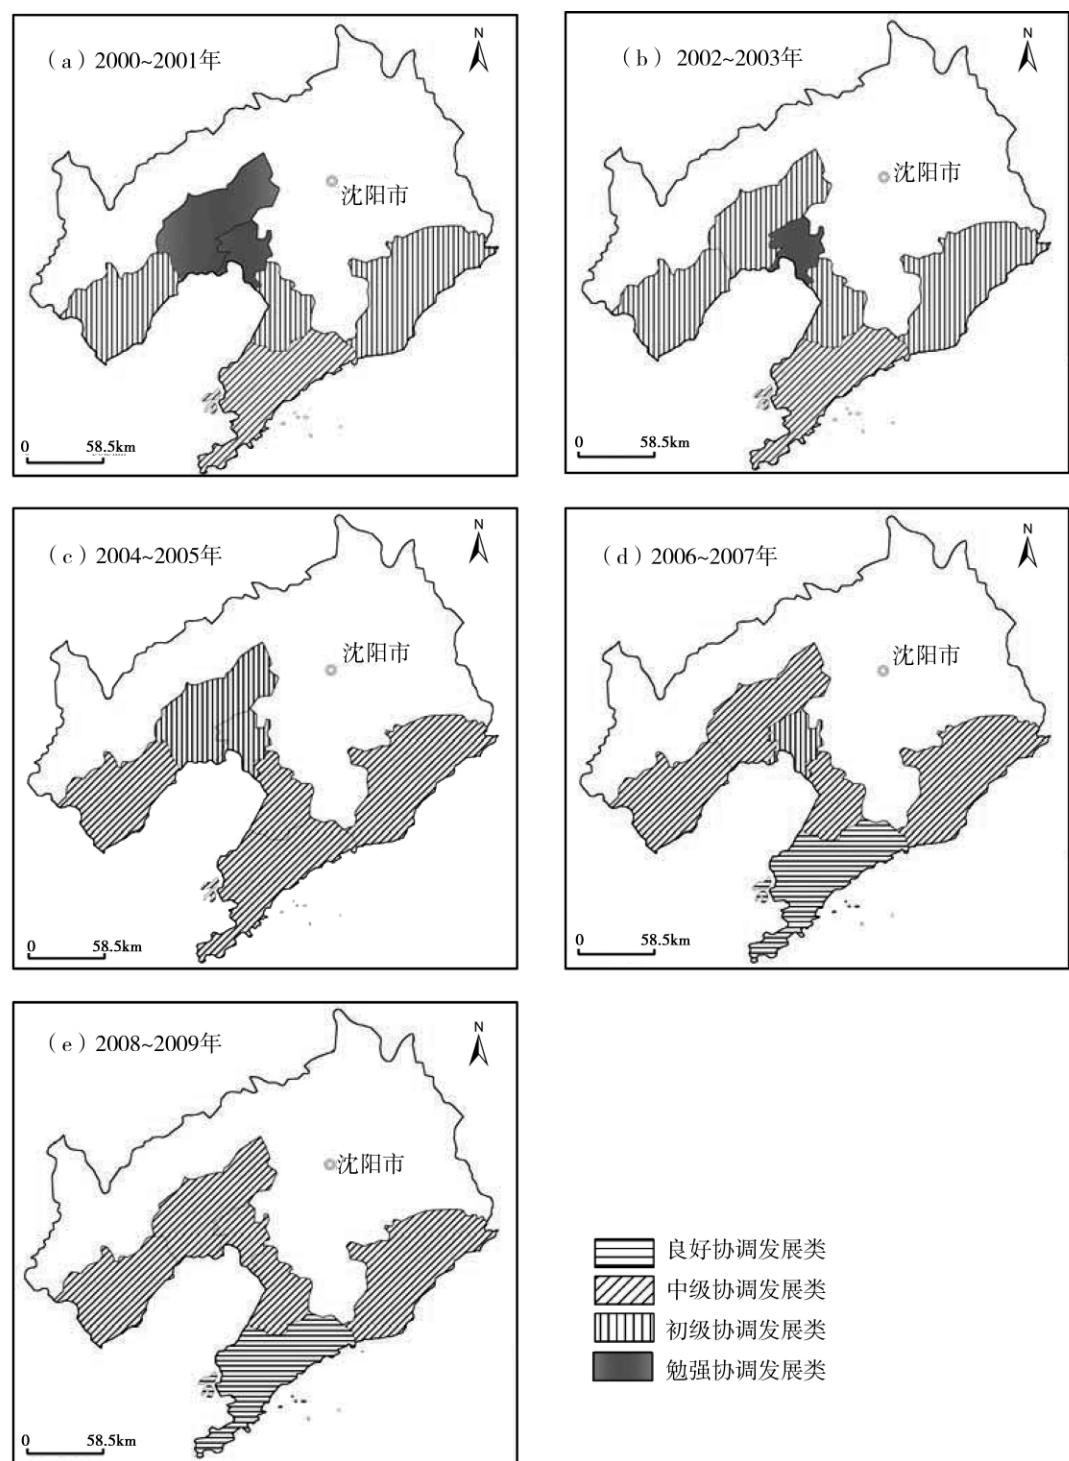 （a）2000~2001年
N
沈阳市
0 58.5km
（b）2002~2003年
N
沈阳市
0 58.5km
（c）2004~2005年
N
沈阳市
0 58.5km
（d）2006~2007年
N
沈阳市
0 58.5km
（e）2008~2009年
N
沈阳市
0 58.5km
良好协调发展类
中级协调发展类
初级协调发展类
勉强协调发展类